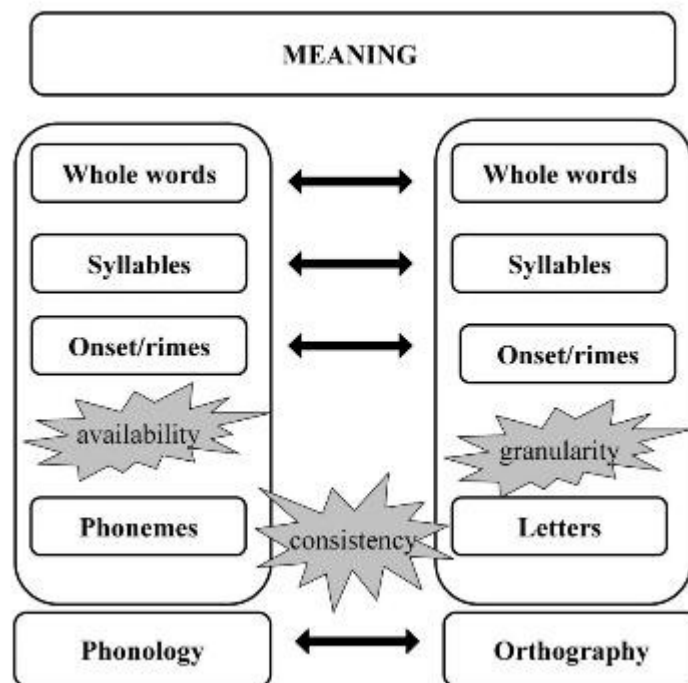 MEANING
Whole words
Whole words
Syllables
Syllables
Onset/rimes
Onset/rimes
availability
granularity
Phonemes
consistency
Letters
Phonology
Orthography